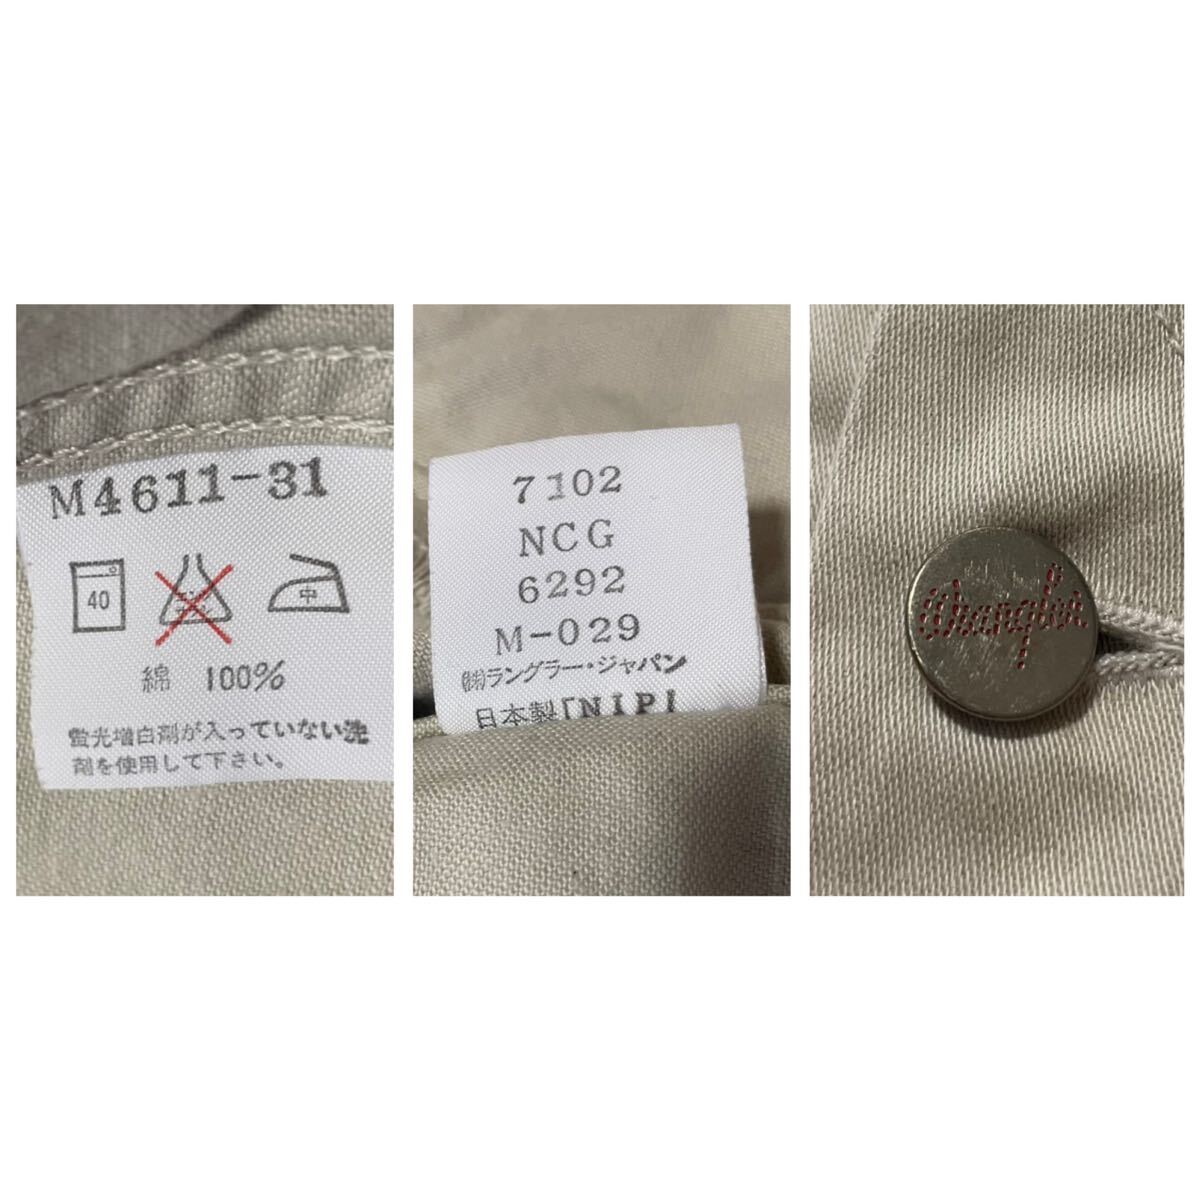 M4611-31
40
中
綿 100%
蛍光増白剤が入っていない洗
剤を使用して下さい。
7102
NCG
6292
M-029
㈱ラングラー・ジャパン
日本製「NIP」
Wrangler